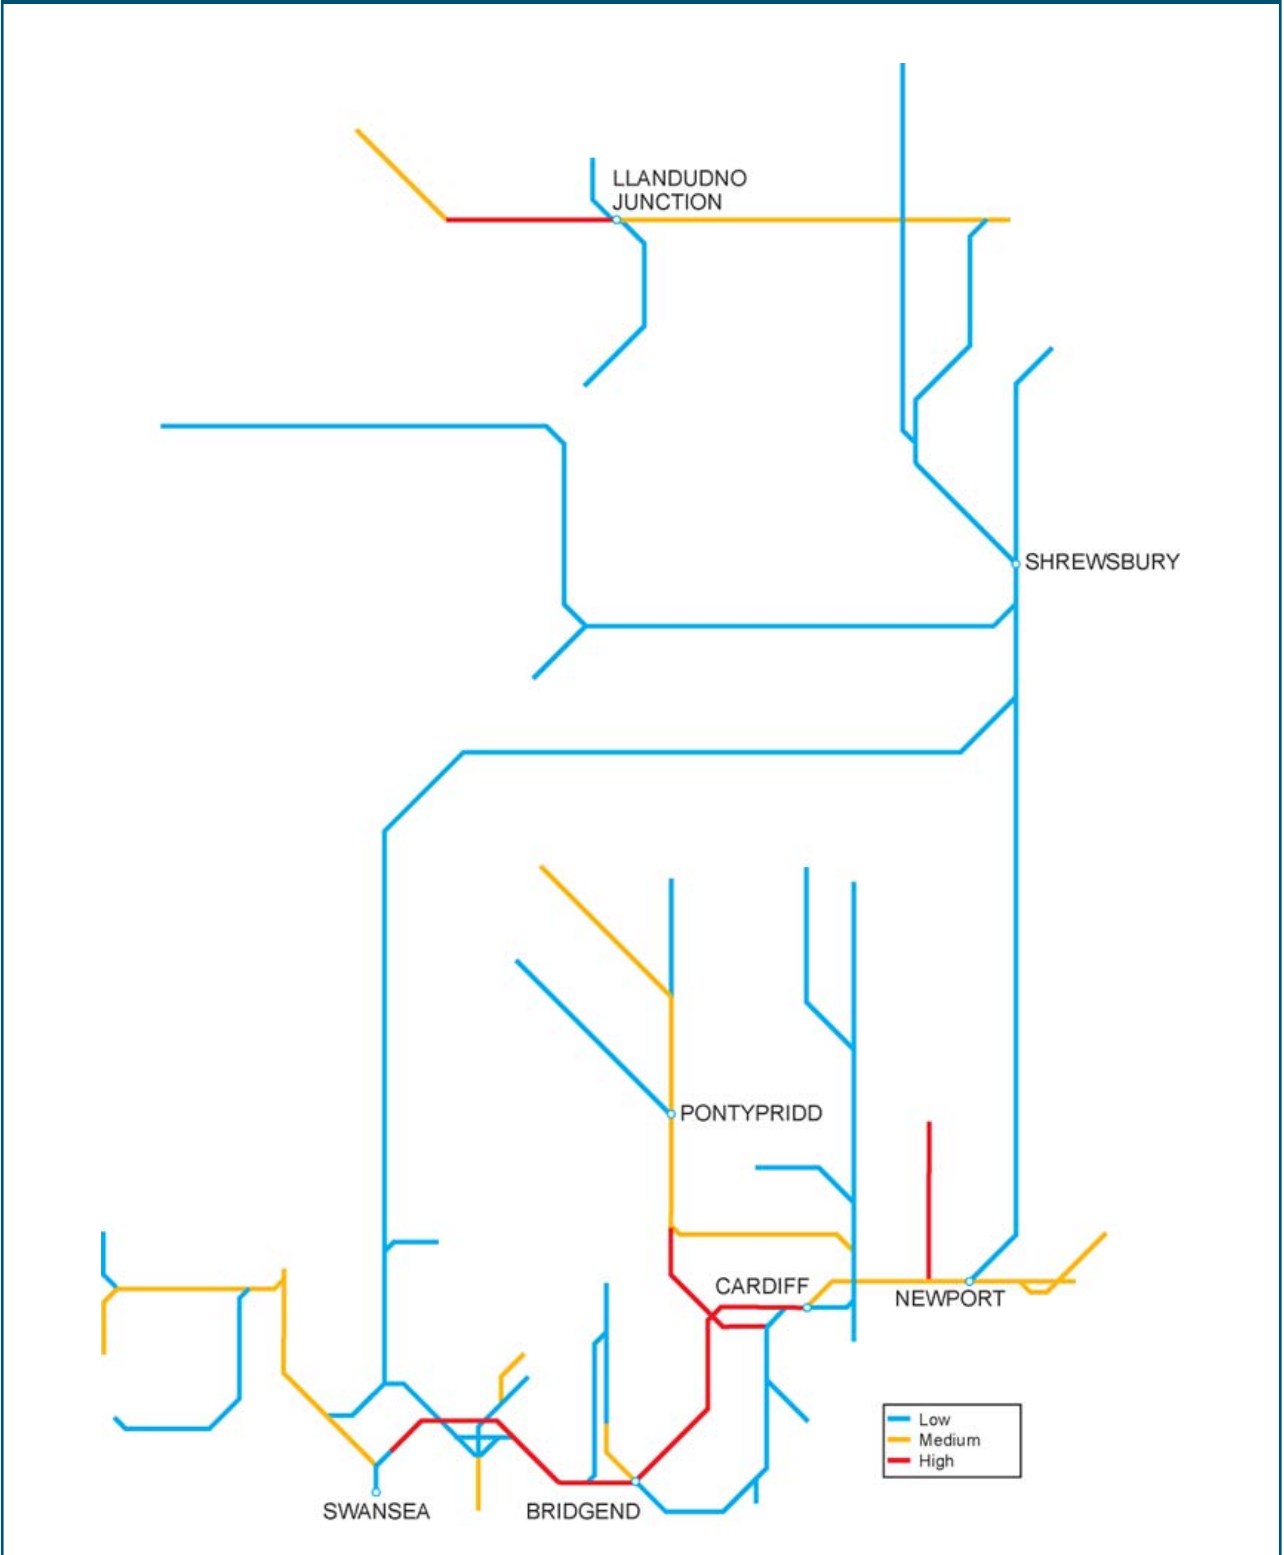 LLANDUDNO
JUNCTION
SHREWSBURY
PONTYPRIDD
CARDIFF
NEWPORT
Low
Medium
High
SWANSEA
BRIDGEND